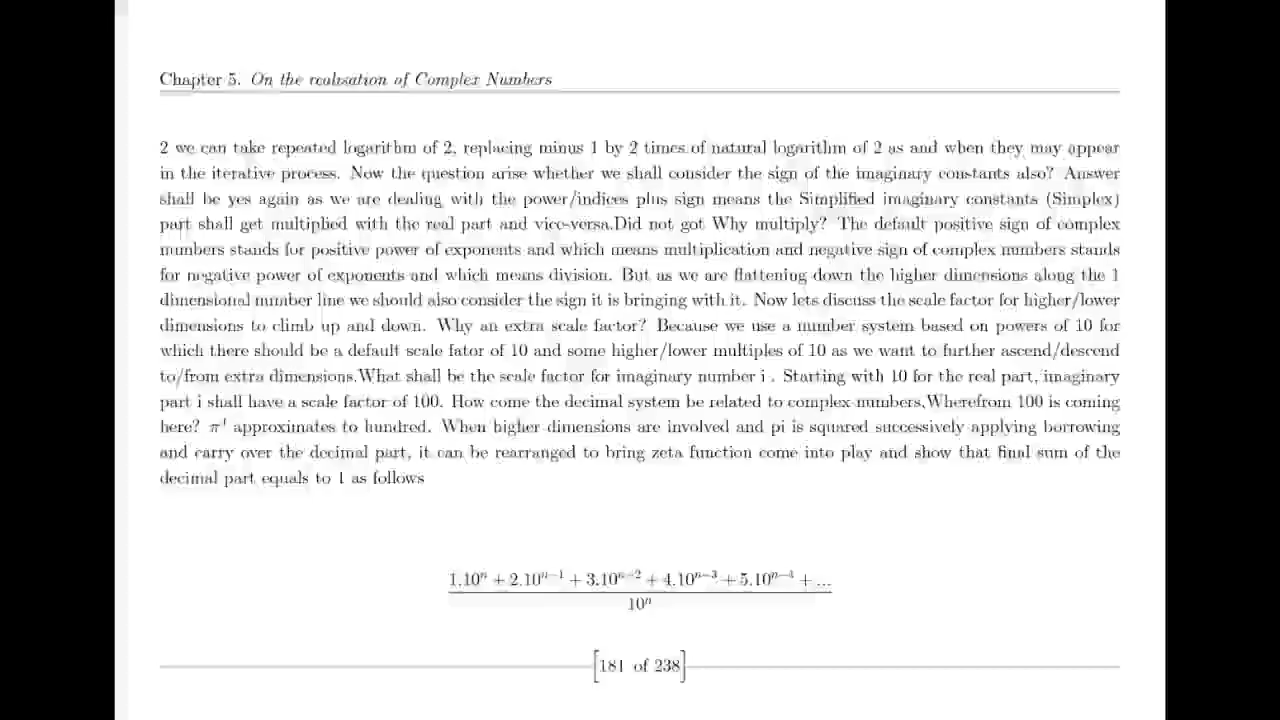 Chapter 5. On the realisation of Complex Numbers
2 we can take repeated logarithm of 2, replacing minus 1 by 2 times of natural logarithm of 2 as and when they may appear
in the iterative process. Now the question arise whether we shall consider the sign of the imaginary constants also? Answer
shall be yes again as we are dealing with the power/indices plus sign means the Simplified imaginary constants (Simplex)
part shall get multiplied with the real part and vice-versa.Did not got Why multiply? The default positive sign of complex
numbers stands for positive power of exponents and which means multiplication and negative sign of complex numbers stands
for negative power of exponents and which means division. But as we are flattening down the higher dimensions along the 1
dimensional number line we should also consider the sign it is bringing with it. Now lets discuss the scale factor for higher/lower
dimensions to climb up and down. Why an extra scale factor? Because we use a number system based on powers of 10 for
which there should be a default scale fator of 10 and some higher/lower multiples of 10 as we want to further ascend/descend
to/from extra dimensions.What shall be the scale factor for imaginary number i . Starting with 10 for the real part, imaginary
part i shall have a scale factor of 100. How come the decimal system be related to complex numbers,Wherefrom 100 is coming
here? π⁴ approximates to hundred. When higher dimensions are involved and pi is squared successively applying borrowing
and carry over the decimal part, it can be rearranged to bring zeta function come into play and show that final sum of the
decimal part equals to 1 as follows
1.10ⁿ + 2.10ⁿ⁻¹ + 3.10ⁿ⁻² + 4.10ⁿ⁻³ + 5.10ⁿ⁻⁴ + ...
10ⁿ
[181 of 238]